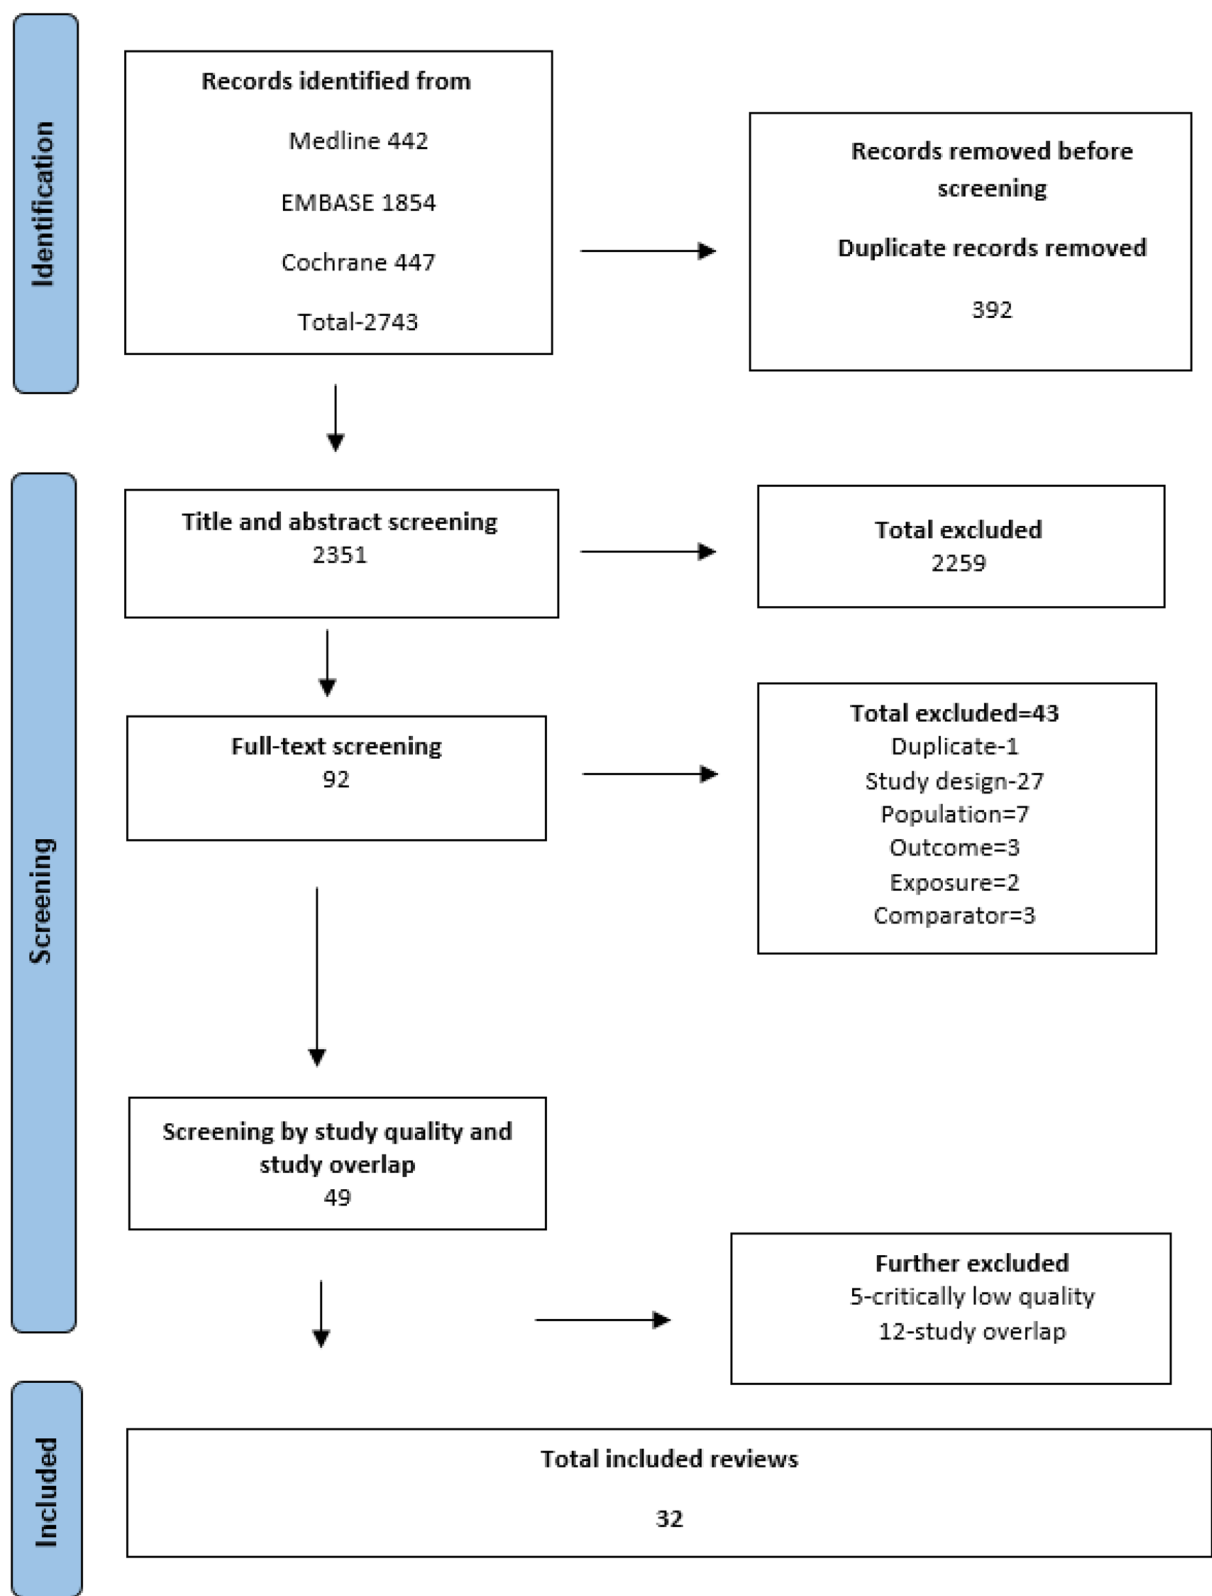 Identification
Records identified from
Medline 442
EMBASE 1854
Cochrane 447
Total-2743
Records removed before
screening
Duplicate records removed
392
Screening
Title and abstract screening
2351
Total excluded
2259
Full-text screening
92
Total excluded=43
Duplicate-1
Study design-27
Population=7
Outcome=3
Exposure=2
Comparator=3
Screening by study quality and
study overlap
49
Further excluded
5-critically low quality
12-study overlap
Included
Total included reviews
32